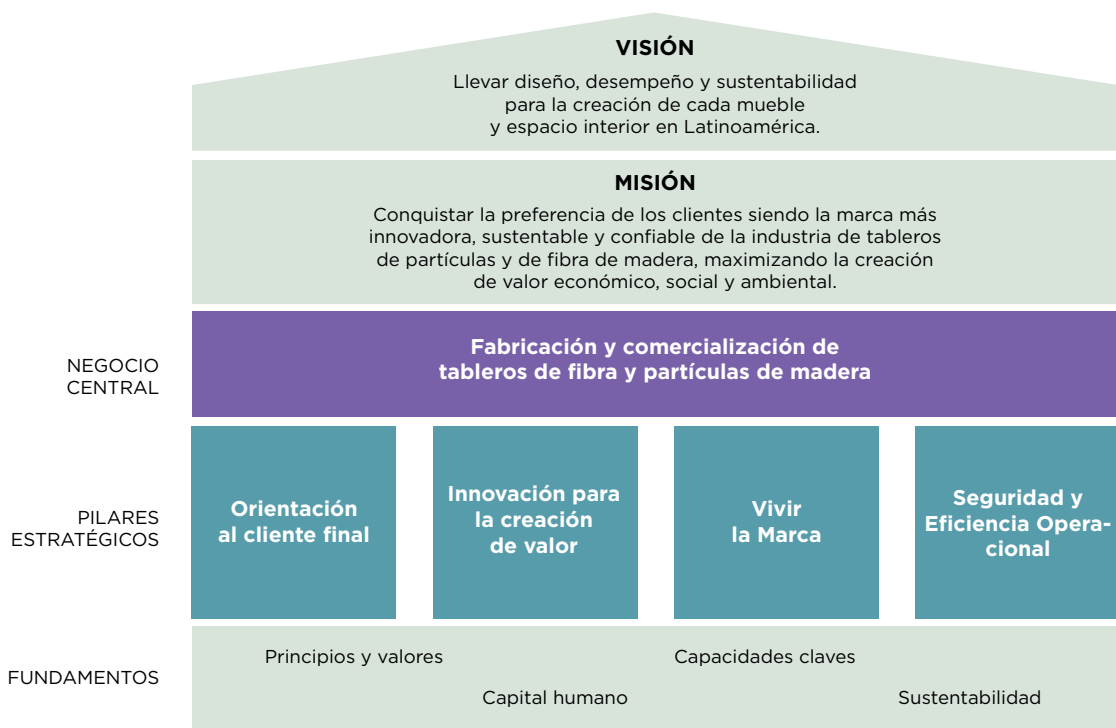 VISIÓN
Llevar diseño, desempeño y sustentabilidad
para la creación de cada mueble
y espacio interior en Latinoamérica.
MISIÓN
Conquistar la preferencia de los clientes siendo la marca más
innovadora, sustentable y confiable de la industria de tableros
de partículas y de fibra de madera, maximizando la creación
de valor económico, social y ambiental.
NEGOCIO
CENTRAL
Fabricación y comercialización de
tableros de fibra y partículas de madera
PILARES
ESTRATÉGICOS
Orientación
al cliente final
Innovación para
la creación
de valor
Vivir
la Marca
Seguridad y
Eficiencia Opera-
cional
FUNDAMENTOS
Principios y valores
Capital humano
Capacidades claves
Sustentabilidad